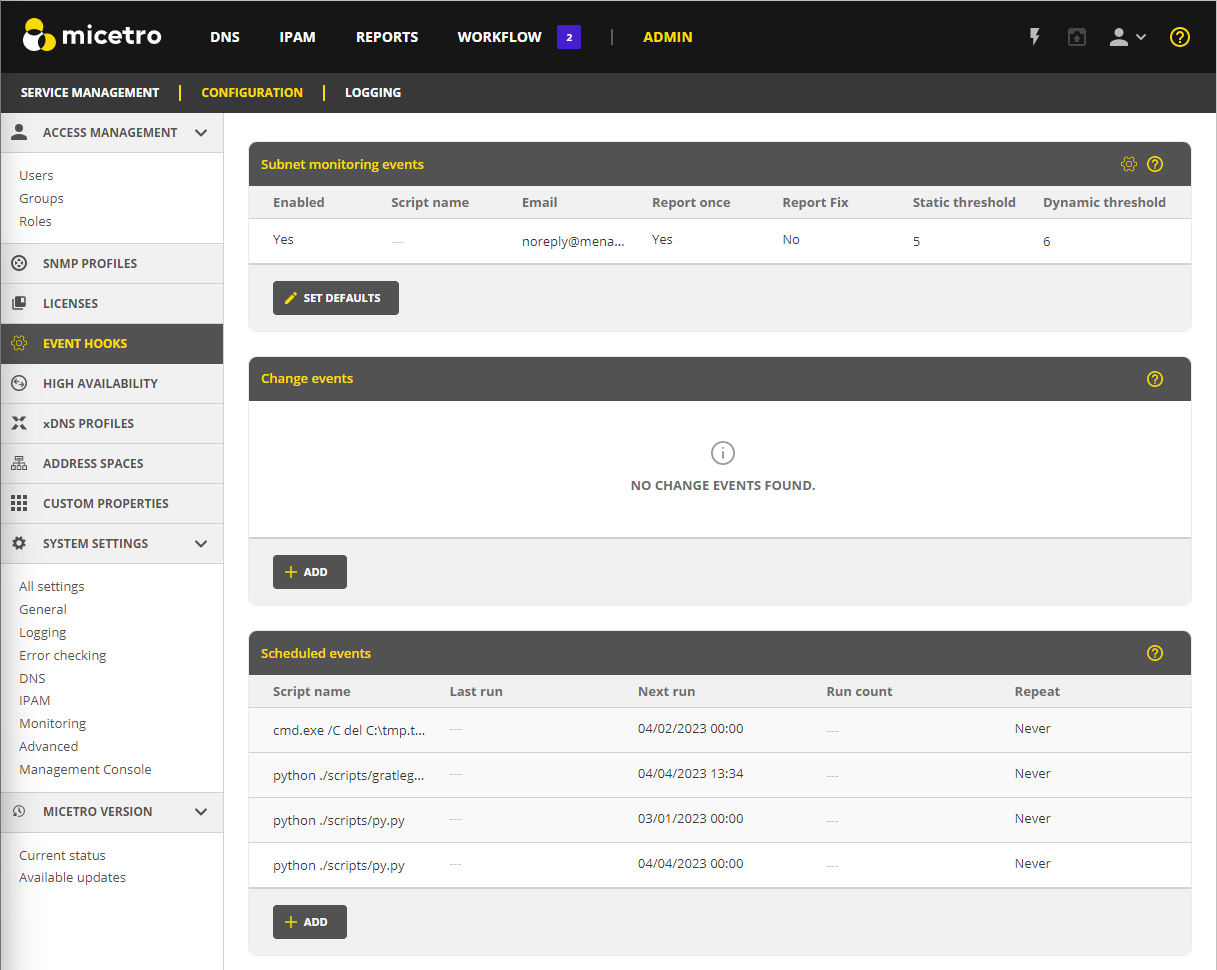 micetro DNS IPAM REPORTS WORKFLOW 2 | ADMIN
SERVICE MANAGEMENT | CONFIGURATION | LOGGING
ACCESS MANAGEMENT
Users
Groups
Roles
SNMP PROFILES
LICENSES
EVENT HOOKS
HIGH AVAILABILITY
xDNS PROFILES
ADDRESS SPACES
CUSTOM PROPERTIES
SYSTEM SETTINGS
All settings
General
Logging
Error checking
DNS
IPAM
Monitoring
Advanced
Management Console
MICETRO VERSION
Current status
Available updates
Subnet monitoring events
Enabled Script name Email Report once Report Fix Static threshold Dynamic threshold
Yes --- noreply@mena... Yes No 5 6
SET DEFAULTS
Change events
NO CHANGE EVENTS FOUND.
+ ADD
Scheduled events
Script name Last run Next run Run count Repeat
cmd.exe /C del C:\tmp.t... --- 04/02/2023 00:00 --- Never
python ./scripts/gratleg... --- 04/04/2023 13:34 --- Never
python ./scripts/py.py --- 03/01/2023 00:00 --- Never
python ./scripts/py.py --- 04/04/2023 00:00 --- Never
+ ADD